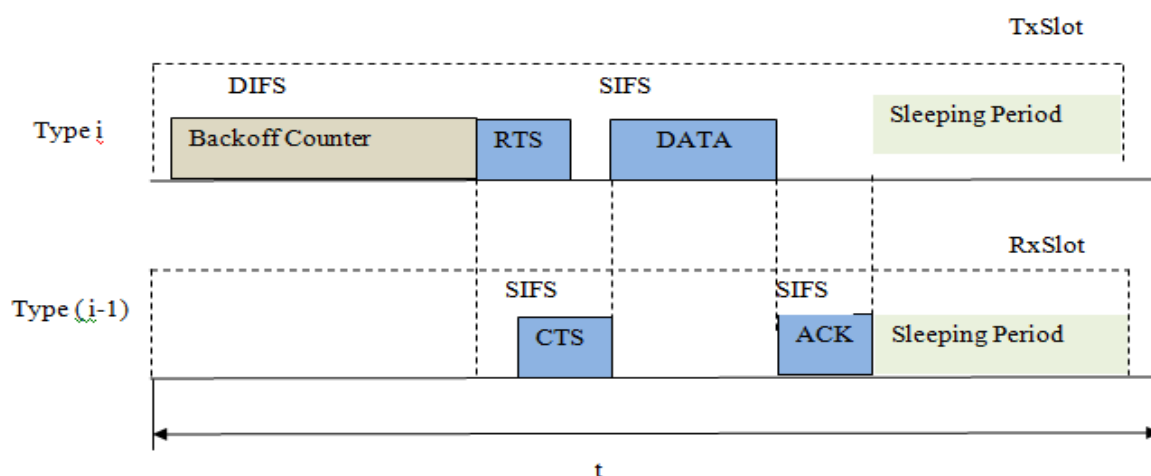 TxSlot
DIFS
SIFS
Type i
Backoff Counter
RTS
DATA
Sleeping Period
RxSlot
Type (i-1)
SIFS
SIFS
CTS
ACK
Sleeping Period
t